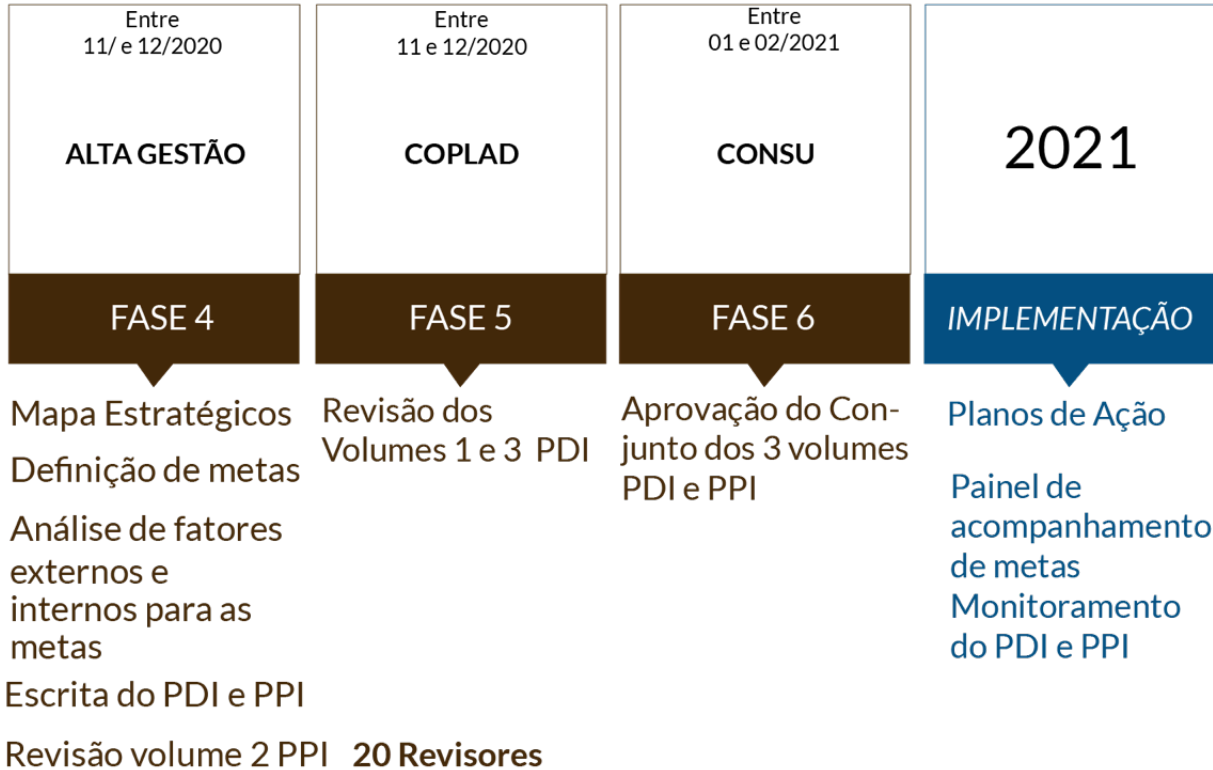 Entre
11/ e 12/2020
ALTA GESTÃO
FASE 4
Mapa Estratégicos
Definição de metas
Análise de fatores
externos e
internos para as
metas
Escrita do PDI e PPI
Revisão volume 2 PPI 20 Revisores
Entre
11 e 12/2020
COPLAD
FASE 5
Revisão dos
Volumes 1 e 3 PDI
Entre
01 e 02/2021
CONSU
FASE 6
Aprovação do Con-
junto dos 3 volumes
PDI e PPI
2021
IMPLEMENTAÇÃO
Planos de Ação
Painel de
acompanhamento
de metas
Monitoramento
do PDI e PPI